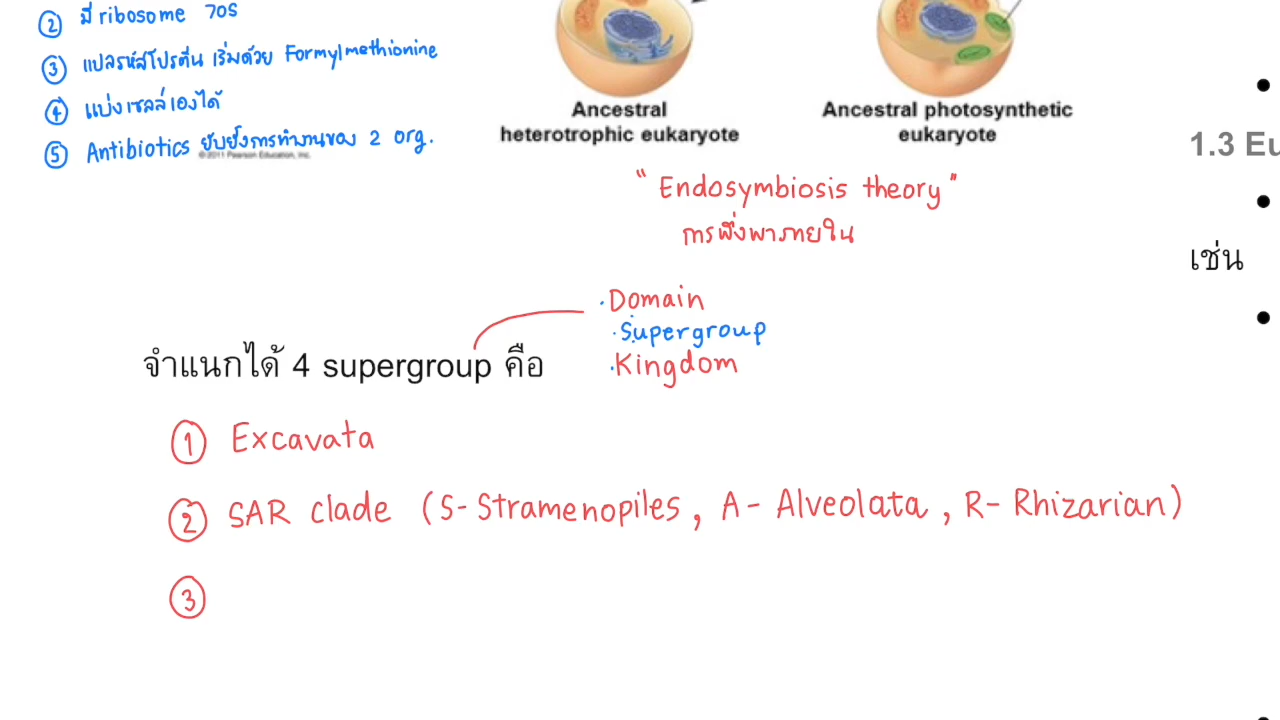 ② มี ribosome 70S
③ แปลรหัสโปรตีน เริ่มด้วย Formylmethionine
④ แบ่งเซลล์เองได้
⑤ Antibiotics ยับยั้งการทำงานของ 2 org.
© 2011 Pearson Education, Inc.
Ancestral
heterotrophic eukaryote
Ancestral photosynthetic
eukaryote
"Endosymbiosis theory"
การพึ่งพาภายใน
1.3 Eu
เช่น
·Domain
·Supergroup
·Kingdom
จำแนกได้ 4 supergroup คือ
① Excavata
② SAR clade (S-Stramenopiles, A-Alveolata, R-Rhizarian)
③